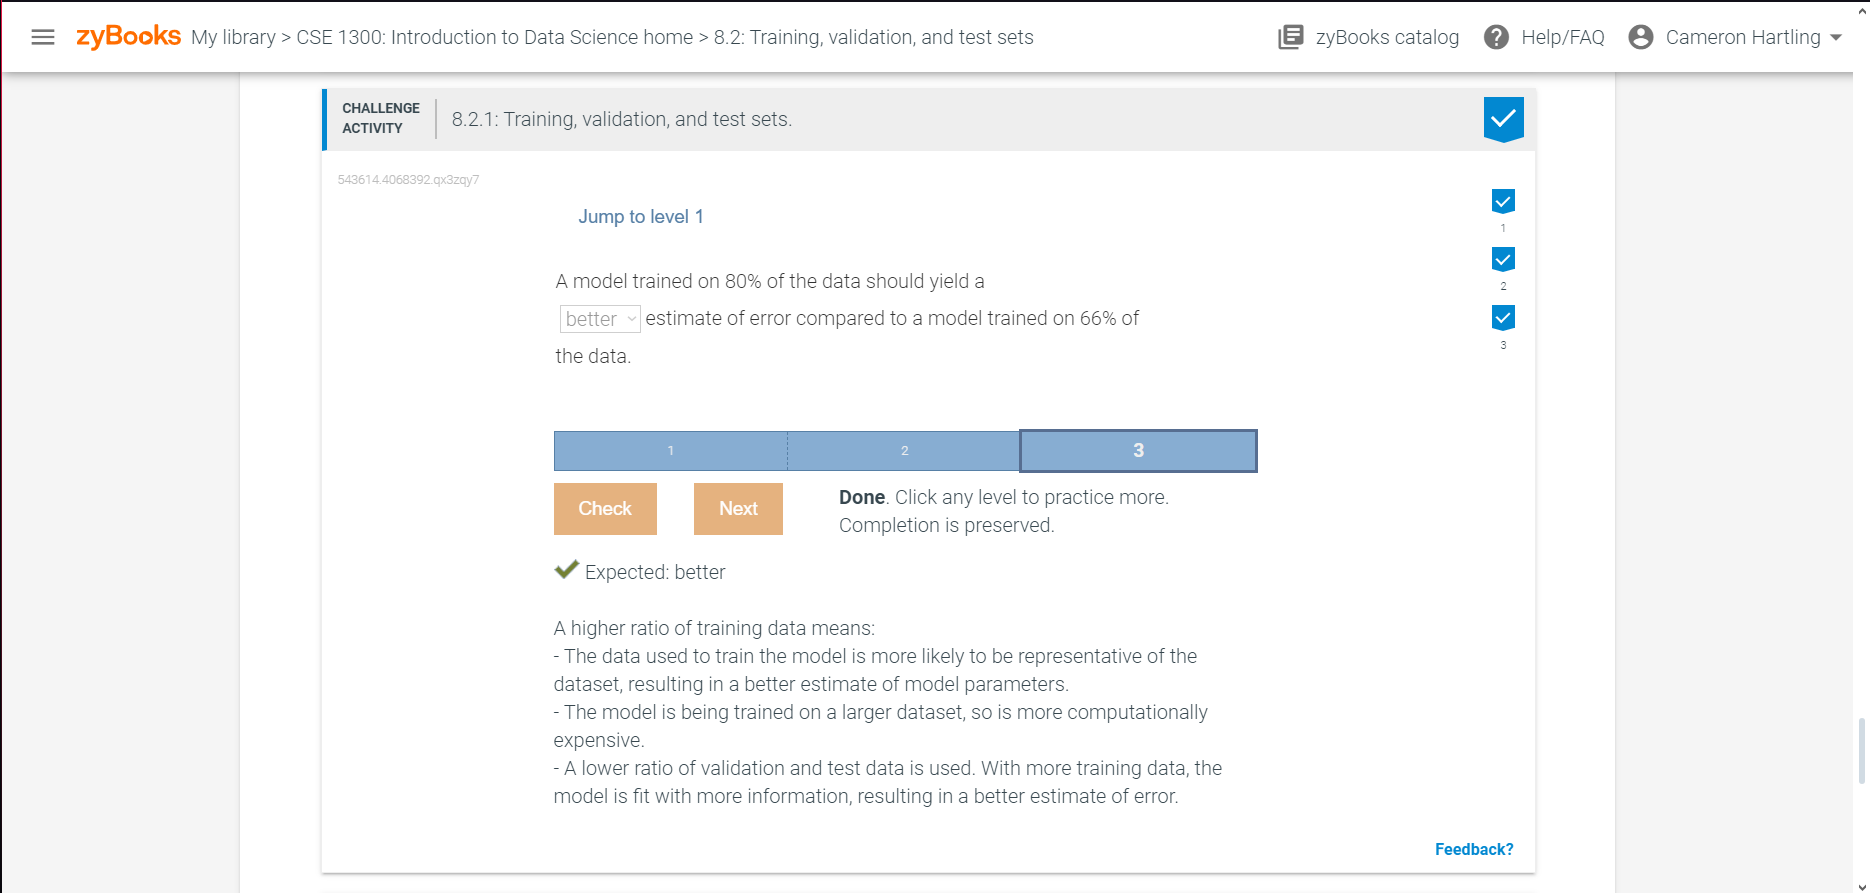 zyBooks My library > CSE 1300: Introduction to Data Science home > 8.2: Training, validation, and test sets
zyBooks catalog
? Help/FAQ
Cameron Hartling
CHALLENGE
ACTIVITY
8.2.1: Training, validation, and test sets.
543614.4068392.qx3zqy7
Jump to level 1
1
2
3
A model trained on 80% of the data should yield a
better estimate of error compared to a model trained on 66% of
the data.
1 2 3
Check Next
Done. Click any level to practice more.
Completion is preserved.
Expected: better
A higher ratio of training data means:
- The data used to train the model is more likely to be representative of the
dataset, resulting in a better estimate of model parameters.
- The model is being trained on a larger dataset, so is more computationally
expensive.
- A lower ratio of validation and test data is used. With more training data, the
model is fit with more information, resulting in a better estimate of error.
Feedback?